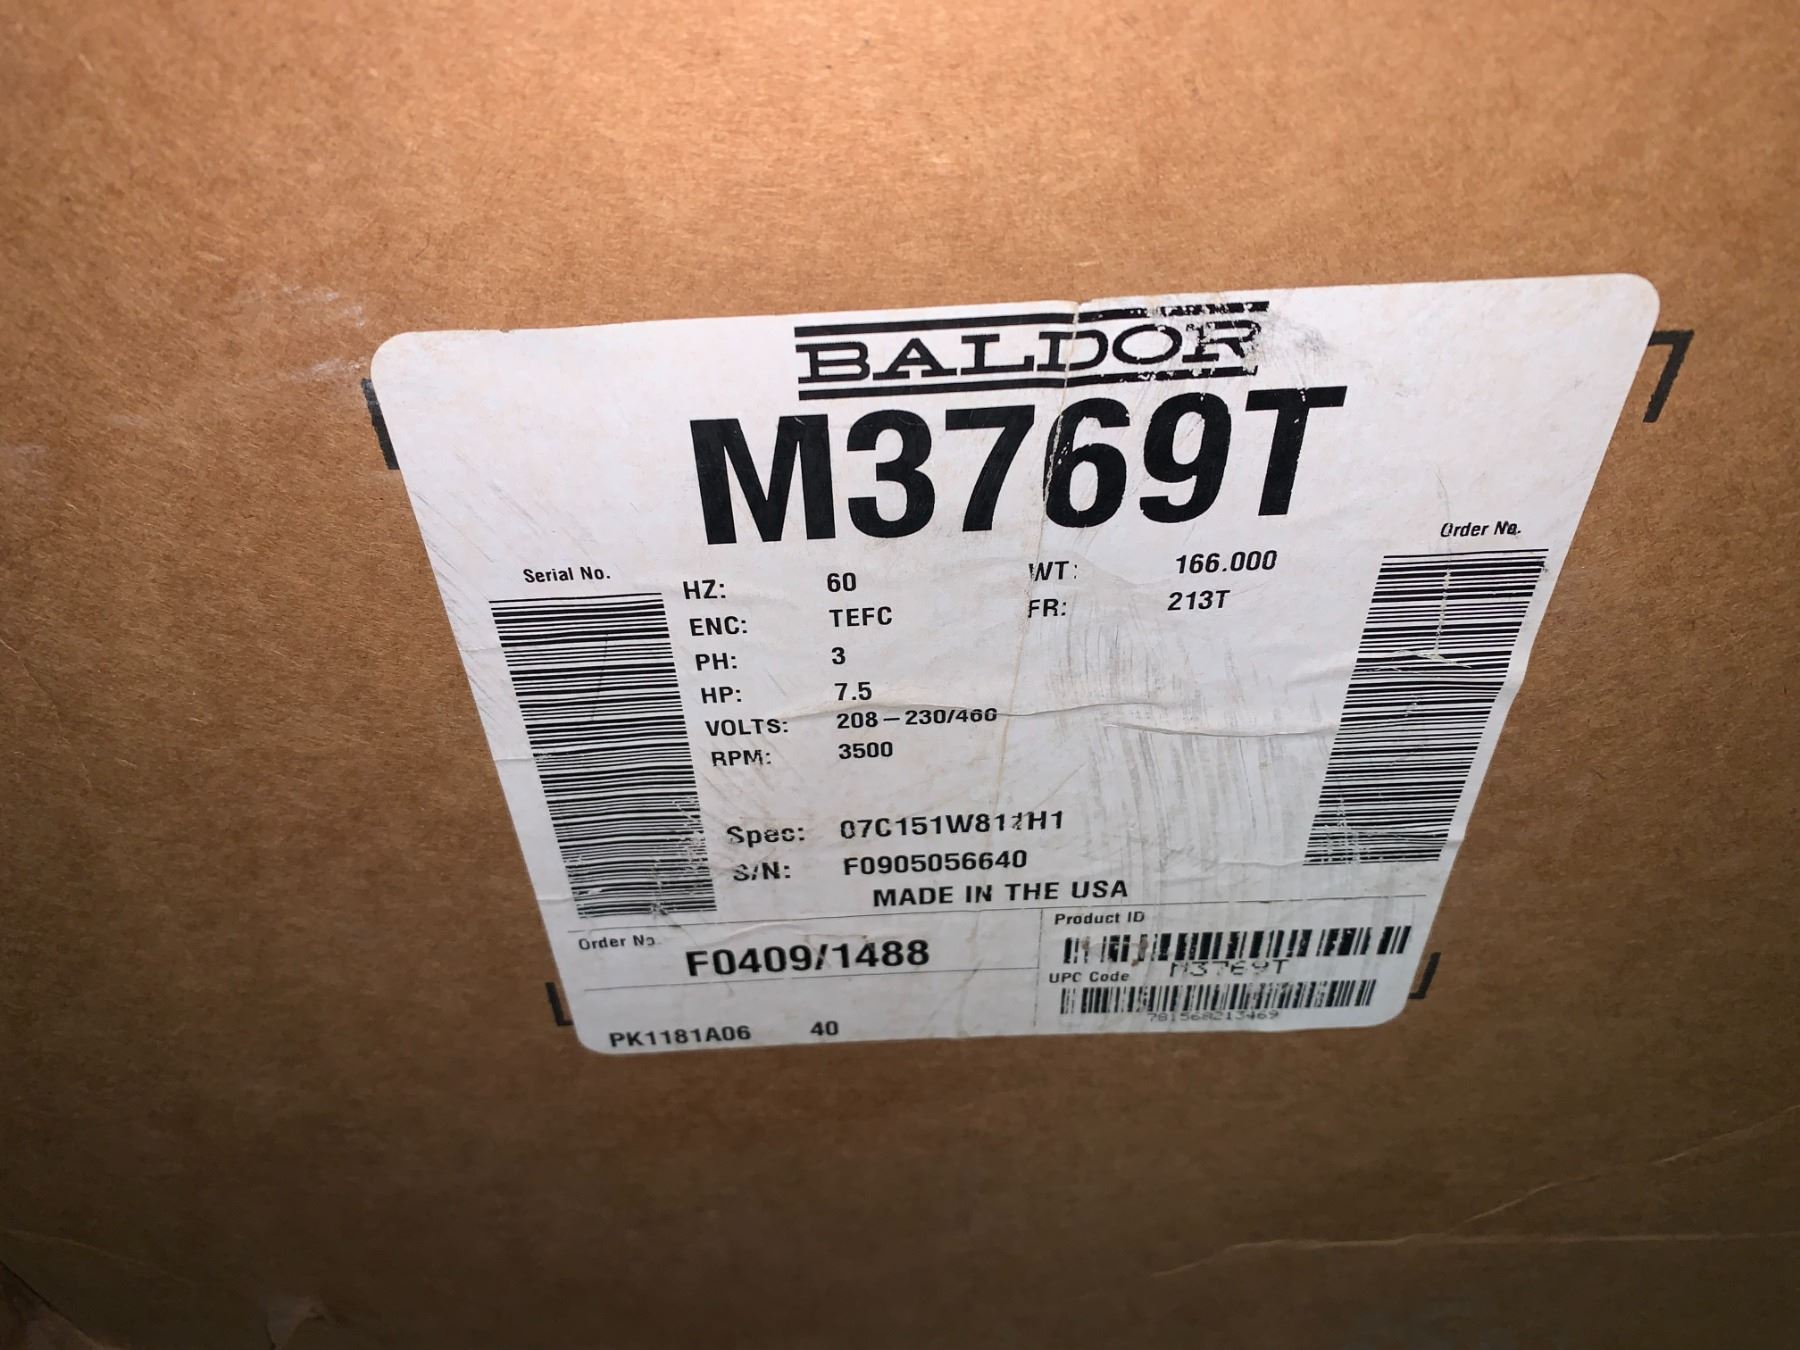 BALDOR
M3769T
Serial No.
Order No.
HZ: 60 WT: 166.000
ENC: TEFC FR: 213T
PH: 3
HP: 7.5
VOLTS: 208-230/460
RPM: 3500
Spec:
S/N: F0905056640
MADE IN THE USA
Order No.
F0409/1488
Product ID
M3769T
UPC Code
781568213469
PK1181A06 40